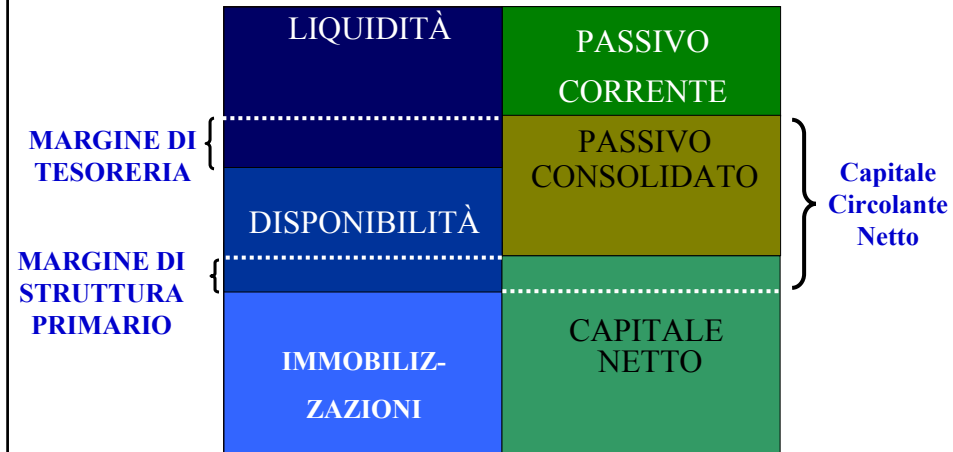 LIQUIDITÀ
PASSIVO
CORRENTE
MARGINE DI
TESORERIA
PASSIVO
CONSOLIDATO
Capitale
Circolante
Netto
DISPONIBILITÀ
MARGINE DI
STRUTTURA
PRIMARIO
IMMOBILIZ-
ZAZIONI
CAPITALE
NETTO